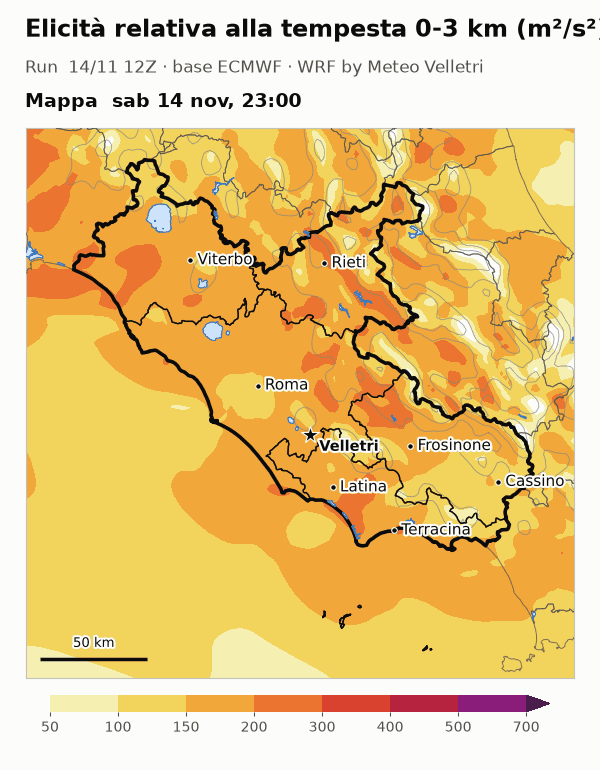 Elicità relativa alla tempesta 0-3 km (m²/s²)
Run 14/11 12Z · base ECMWF · WRF by Meteo Velletri
Mappa sab 14 nov, 23:00
Viterbo
Rieti
Roma
Velletri
Frosinone
Latina
Cassino
Terracina
50 km
50 100 150 200 300 400 500 700